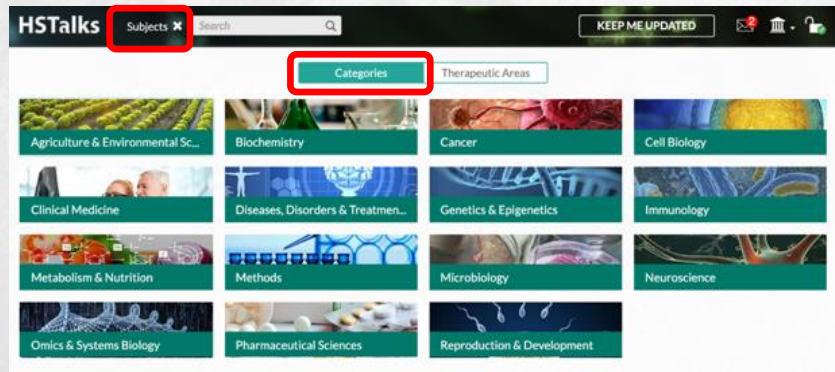 HSTalks Subjects × Search KEEP ME UPDATED 2
Categories Therapeutic Areas
Agriculture & Environmental Sc... Biochemistry Cancer Cell Biology
Clinical Medicine Diseases, Disorders & Treatmen... Genetics & Epigenetics Immunology
Metabolism & Nutrition Methods Microbiology Neuroscience
Omics & Systems Biology Pharmaceutical Sciences Reproduction & Development